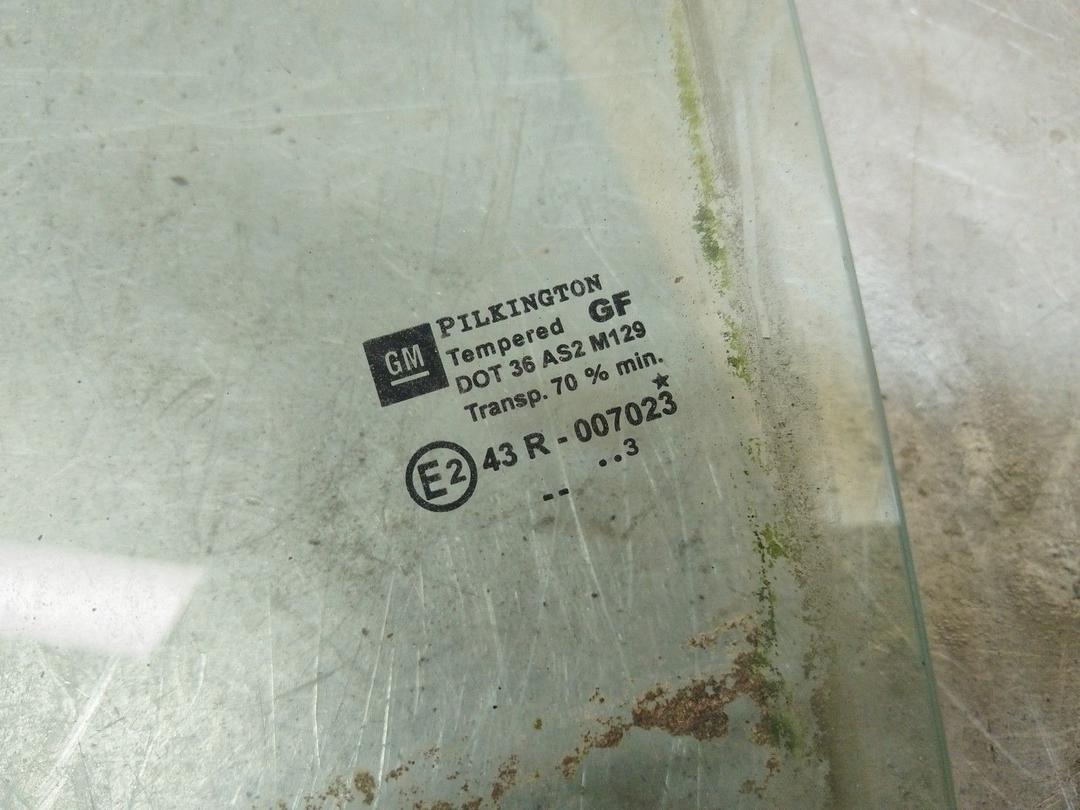 PILKINGTON
GM
Tempered GF
DOT 36 AS2 M129
Transp. 70 % min.
E2 43 R - 007023
..3
--